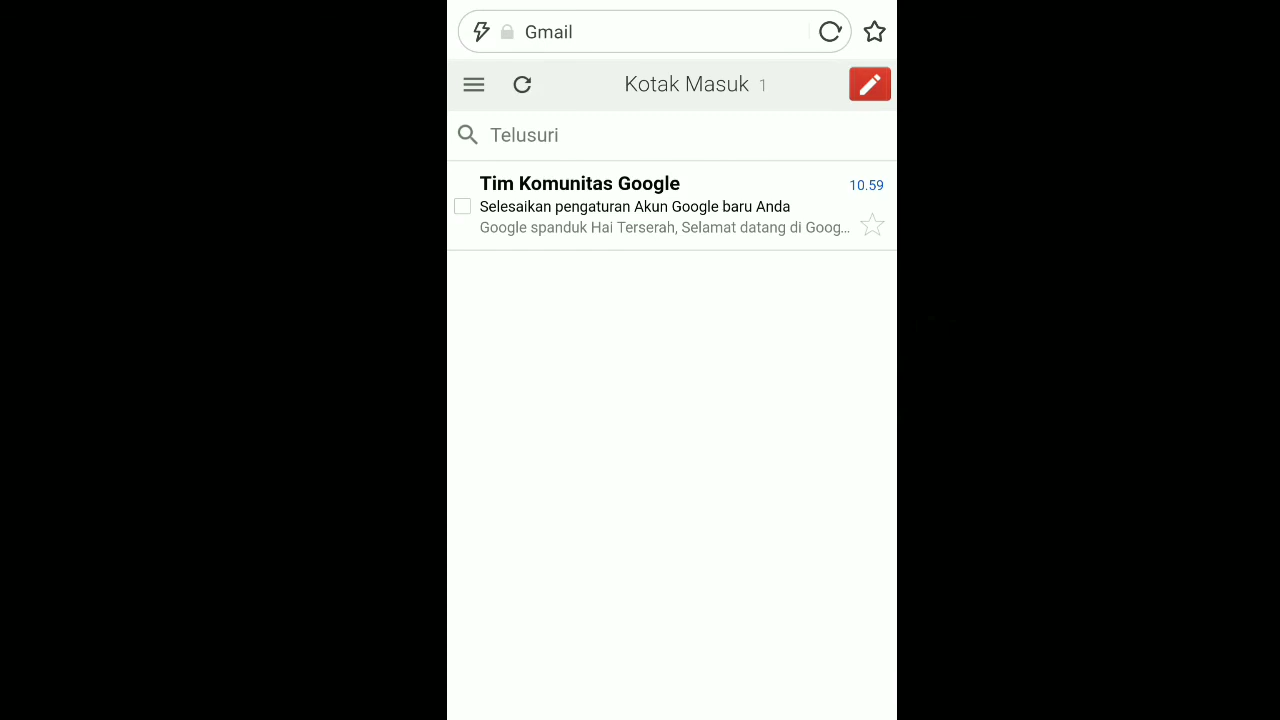 Gmail
Kotak Masuk 1
Telusuri
Tim Komunitas Google 10.59
Selesaikan pengaturan Akun Google baru Anda
Google spanduk Hai Terserah, Selamat datang di Goog...